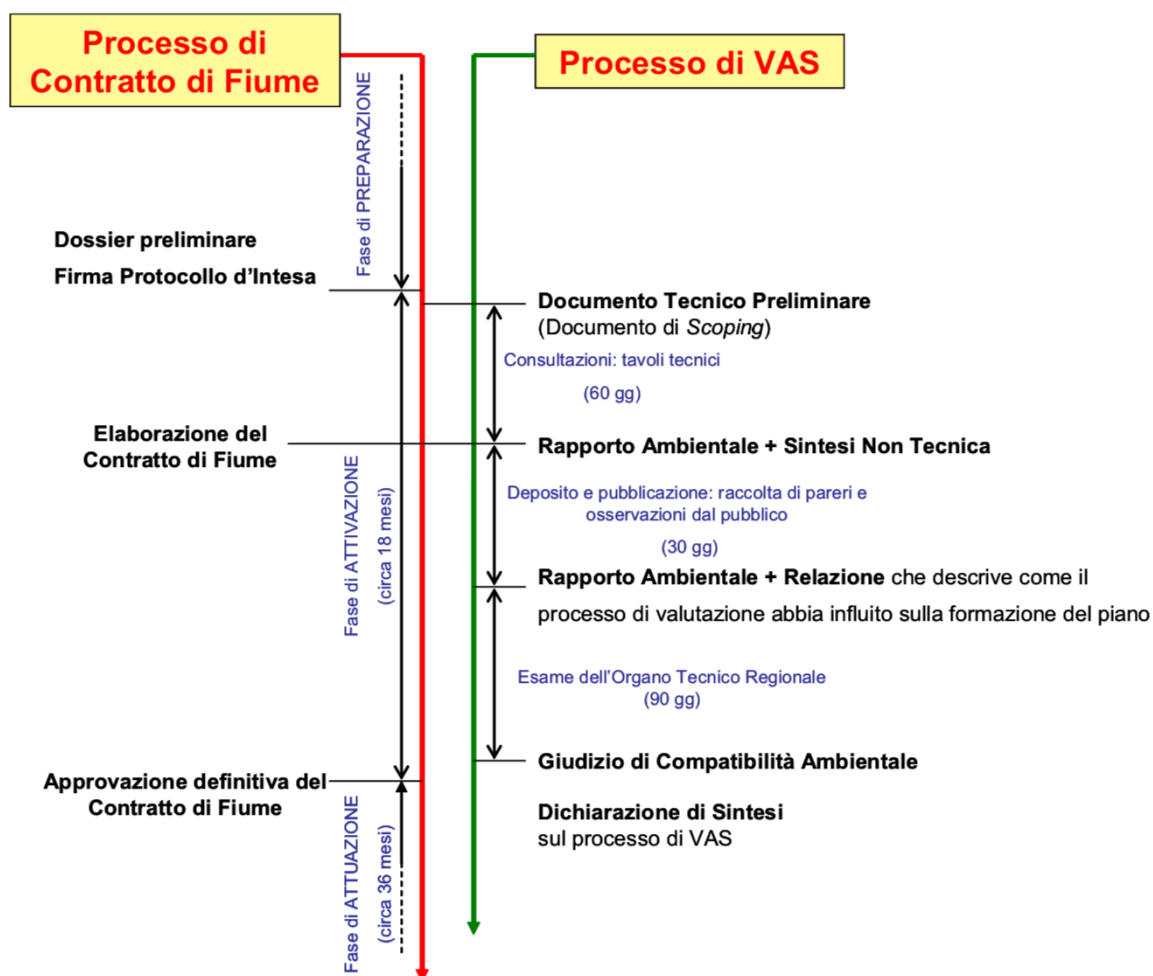 Processo di
Contratto di Fiume
Processo di VAS
Fase di PREPARAZIONE
Dossier preliminare
Firma Protocollo d'Intesa
Documento Tecnico Preliminare
(Documento di Scoping)
Consultazioni: tavoli tecnici
(60 gg)
Elaborazione del
Contratto di Fiume
Rapporto Ambientale + Sintesi Non Tecnica
Fase di ATTIVAZIONE
(circa 18 mesi)
Deposito e pubblicazione: raccolta di pareri e
osservazioni dal pubblico
(30 gg)
Rapporto Ambientale + Relazione che descrive come il
processo di valutazione abbia influito sulla formazione del piano
Esame dell'Organo Tecnico Regionale
(90 gg)
Giudizio di Compatibilità Ambientale
Approvazione definitiva del
Contratto di Fiume
Dichiarazione di Sintesi
sul processo di VAS
Fase di ATTUAZIONE
(circa 36 mesi)